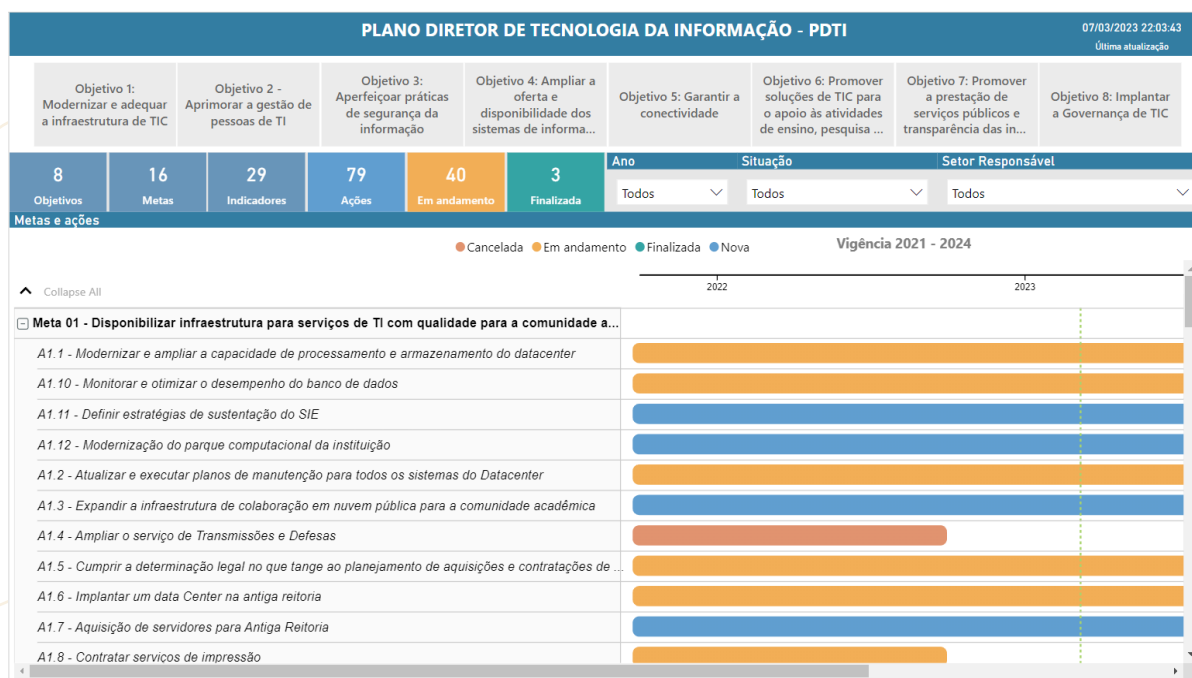 PLANO DIRETOR DE TECNOLOGIA DA INFORMAÇÃO - PDTI
07/03/2023 22:03:43
Última atualização
Objetivo 1:
Modernizar e adequar
a infraestrutura de TIC
Objetivo 2 -
Aprimorar a gestão de
pessoas de TI
Objetivo 3:
Aperfeiçoar práticas
de segurança da
informação
Objetivo 4: Ampliar a
oferta e
disponibilidade dos
sistemas de informa...
Objetivo 5: Garantir a
conectividade
Objetivo 6: Promover
soluções de TIC para
o apoio às atividades
de ensino, pesquisa ...
Objetivo 7: Promover
a prestação de
serviços públicos e
transparência das in...
Objetivo 8: Implantar
a Governança de TIC
8
Objetivos
16
Metas
29
Indicadores
79
Ações
40
Em andamento
3
Finalizada
Ano
Todos
Situação
Todos
Setor Responsável
Todos
Metas e ações
Cancelada Em andamento Finalizada Nova
Vigência 2021 - 2024
Collapse All
2022 2023
Meta 01 - Disponibilizar infraestrutura para serviços de TI com qualidade para a comunidade a...
A1.1 - Modernizar e ampliar a capacidade de processamento e armazenamento do datacenter
A1.10 - Monitorar e otimizar o desempenho do banco de dados
A1.11 - Definir estratégias de sustentação do SIE
A1.12 - Modernização do parque computacional da instituição
A1.2 - Atualizar e executar planos de manutenção para todos os sistemas do Datacenter
A1.3 - Expandir a infraestrutura de colaboração em nuvem pública para a comunidade acadêmica
A1.4 - Ampliar o serviço de Transmissões e Defesas
A1.5 - Cumprir a determinação legal no que tange ao planejamento de aquisições e contratações de ...
A1.6 - Implantar um data Center na antiga reitoria
A1.7 - Aquisição de servidores para Antiga Reitoria
A1.8 - Contratar serviços de impressão